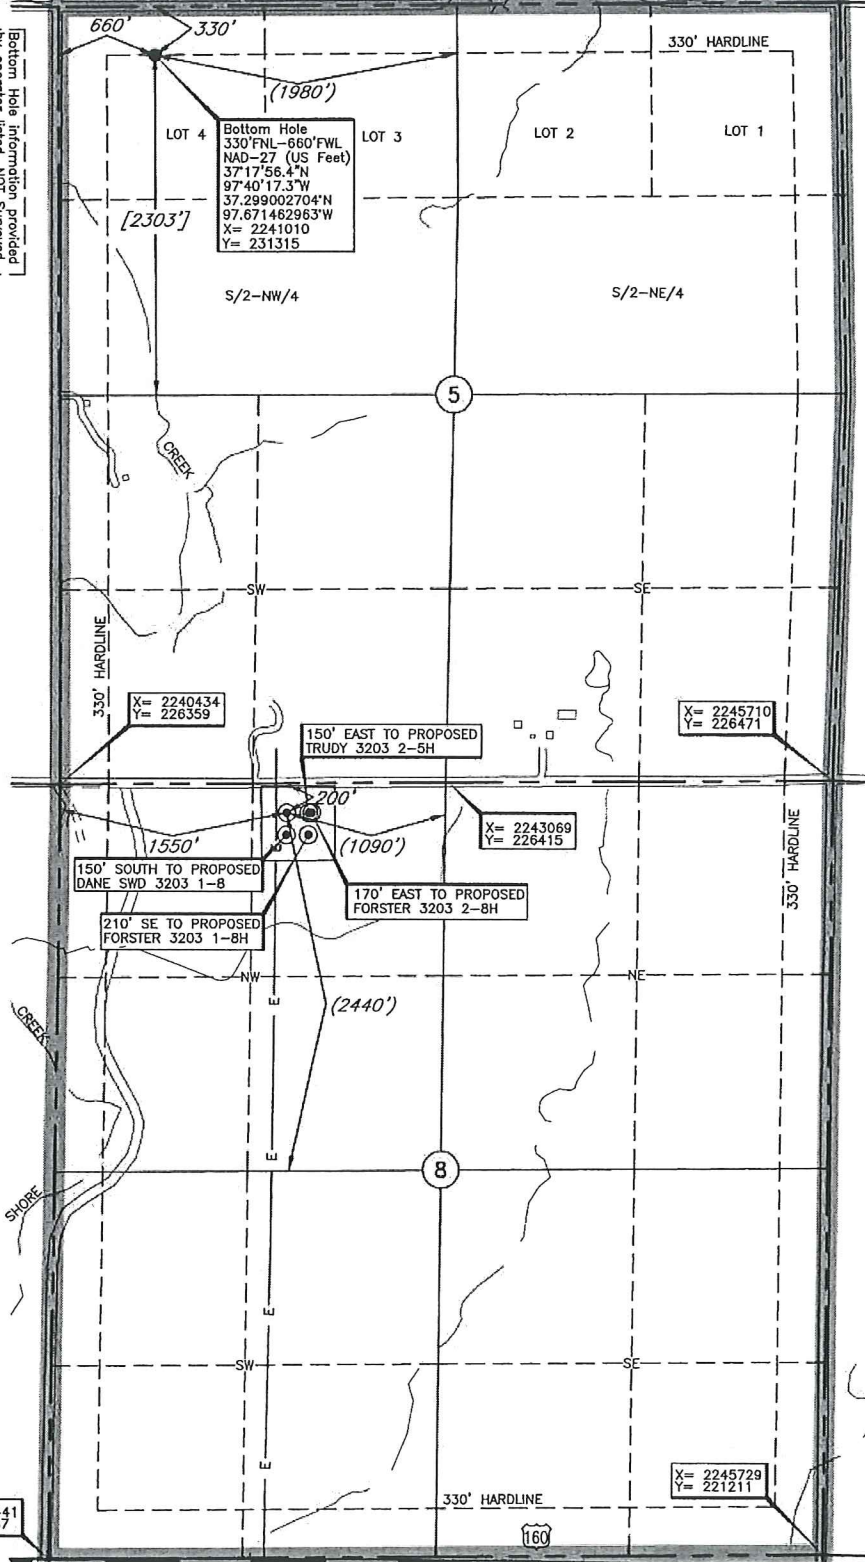 660'
330'
330' HARDLINE
(1980')
Bottom Hole information provided
LOT 4
Bottom Hole
330'FNL-660'FWL
NAD-27 (US Feet)
37°17'56.4"N
97°40'17.3"W
37.299002704°N
97.671462963°W
X= 2241010
Y= 231315
LOT 3
LOT 2
LOT 1
[2303']
S/2-NW/4
S/2-NE/4
5
CREEK
SW
SE
330' HARDLINE
X= 2240434
Y= 226359
150' EAST TO PROPOSED
TRUDY 3203 2-5H
X= 2245710
Y= 226471
200'
1550'
(1090')
X= 2243069
Y= 226415
330' HARDLINE
150' SOUTH TO PROPOSED
DANE SWD 3203 1-8
170' EAST TO PROPOSED
FORSTER 3203 2-8H
210' SE TO PROPOSED
FORSTER 3203 1-8H
NW
NE
E
(2440')
CREEK
E
8
SHORE
E
SW
SE
E
X= 2245729
Y= 221211
330' HARDLINE
41
7
160